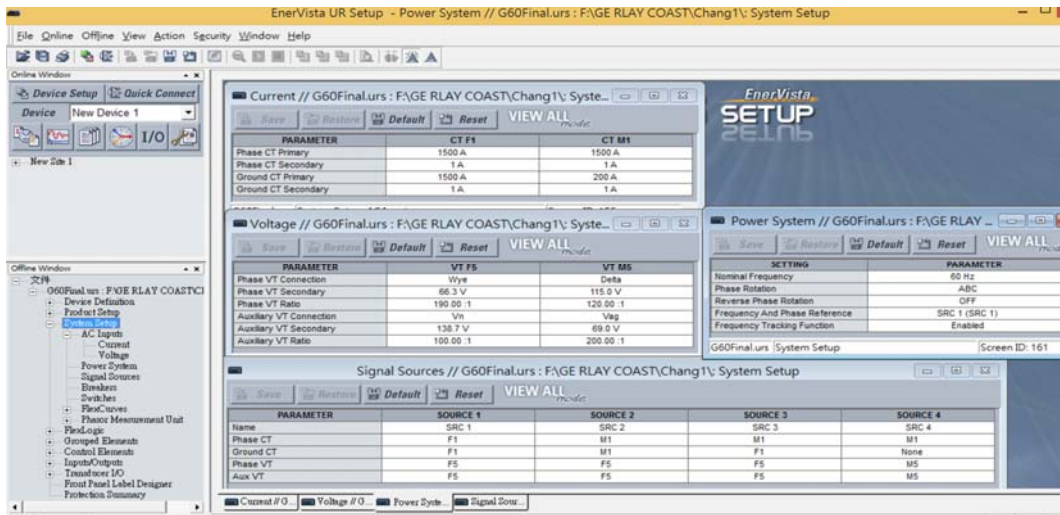 EnerVista UR Setup - Power System // G60Final.urs : F:\GE RLAY COAST\Chang1\: System Setup
File Online Offline View Action Security Window Help
Online Window
Device Setup Quick Connect
Device New Device 1
I/O
New Site 1
Offline Window
文件
G60Final.urs : F:\GE RLAY COAST\C
Device Definition
Product Setup
System Setup
AC Inputs
Current
Voltage
Power System
Signal Sources
Breakers
Switches
FlexCurves
Phasor Measurement Unit
FlexLogic
Grouped Elements
Control Elements
Inputs/Outputs
Transducer I/O
Front Panel Label Designer
Protection Summary
Current // G60Final.urs : F:\GE RLAY COAST\Chang1\: Syste...
Save Restore Default Reset VIEW ALL mode
PARAMETER CT F1 CT M1
Phase CT Primary 1500 A 1500 A
Phase CT Secondary 1 A 1 A
Ground CT Primary 1500 A 200 A
Ground CT Secondary 1 A 1 A
EnerVista
SETUP
Voltage // G60Final.urs : F:\GE RLAY COAST\Chang1\: Syste...
Save Restore Default Reset VIEW ALL mode
PARAMETER VT F5 VT M5
Phase VT Connection Wye Delta
Phase VT Secondary 66.3 V 115.0 V
Phase VT Ratio 190.00 :1 120.00 :1
Auxiliary VT Connection Vn Vag
Auxiliary VT Secondary 138.7 V 69.0 V
Auxiliary VT Ratio 100.00 :1 200.00 :1
Power System // G60Final.urs : F:\GE RLAY ...
Save Restore Default Reset VIEW ALL mode
SETTING PARAMETER
Nominal Frequency 60 Hz
Phase Rotation ABC
Reverse Phase Rotation OFF
Frequency And Phase Reference SRC 1 (SRC 1)
Frequency Tracking Function Enabled
G60Final.urs System Setup Screen ID: 161
Signal Sources // G60Final.urs : F:\GE RLAY COAST\Chang1\: System Setup
Save Restore Default Reset VIEW ALL mode
PARAMETER SOURCE 1 SOURCE 2 SOURCE 3 SOURCE 4
Name SRC 1 SRC 2 SRC 3 SRC 4
Phase CT F1 M1 M1 M1
Ground CT F1 M1 F1 None
Phase VT F5 F5 F5 M5
Aux VT F5 F5 F5 M5
Current // G... Voltage // G... Power Syste... Signal Sour...